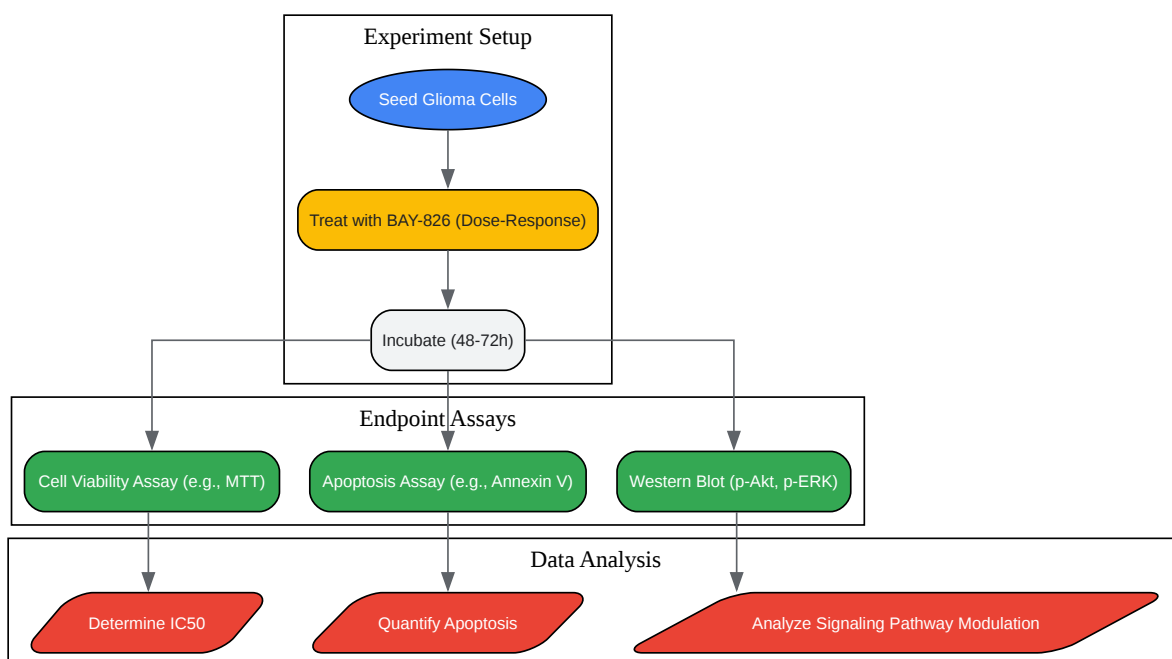 Experiment Setup
Seed Glioma Cells
Treat with BAY-826 (Dose-Response)
Incubate (48-72h)
Endpoint Assays
Cell Viability Assay (e.g., MTT)
Apoptosis Assay (e.g., Annexin V)
Western Blot (p-Akt, p-ERK)
Data Analysis
Determine IC50
Quantify Apoptosis
Analyze Signaling Pathway Modulation